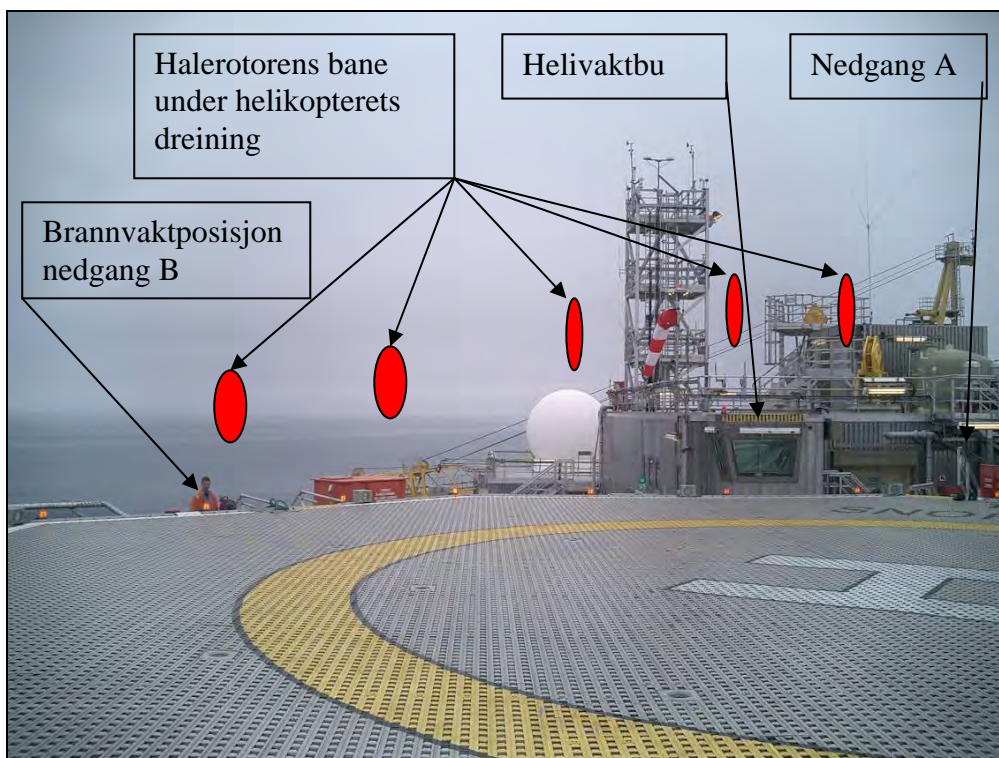 Halerotorens bane
under helikopterets
dreining
Helivaktbu
Nedgang A
Brannvaktposisjon
nedgang B